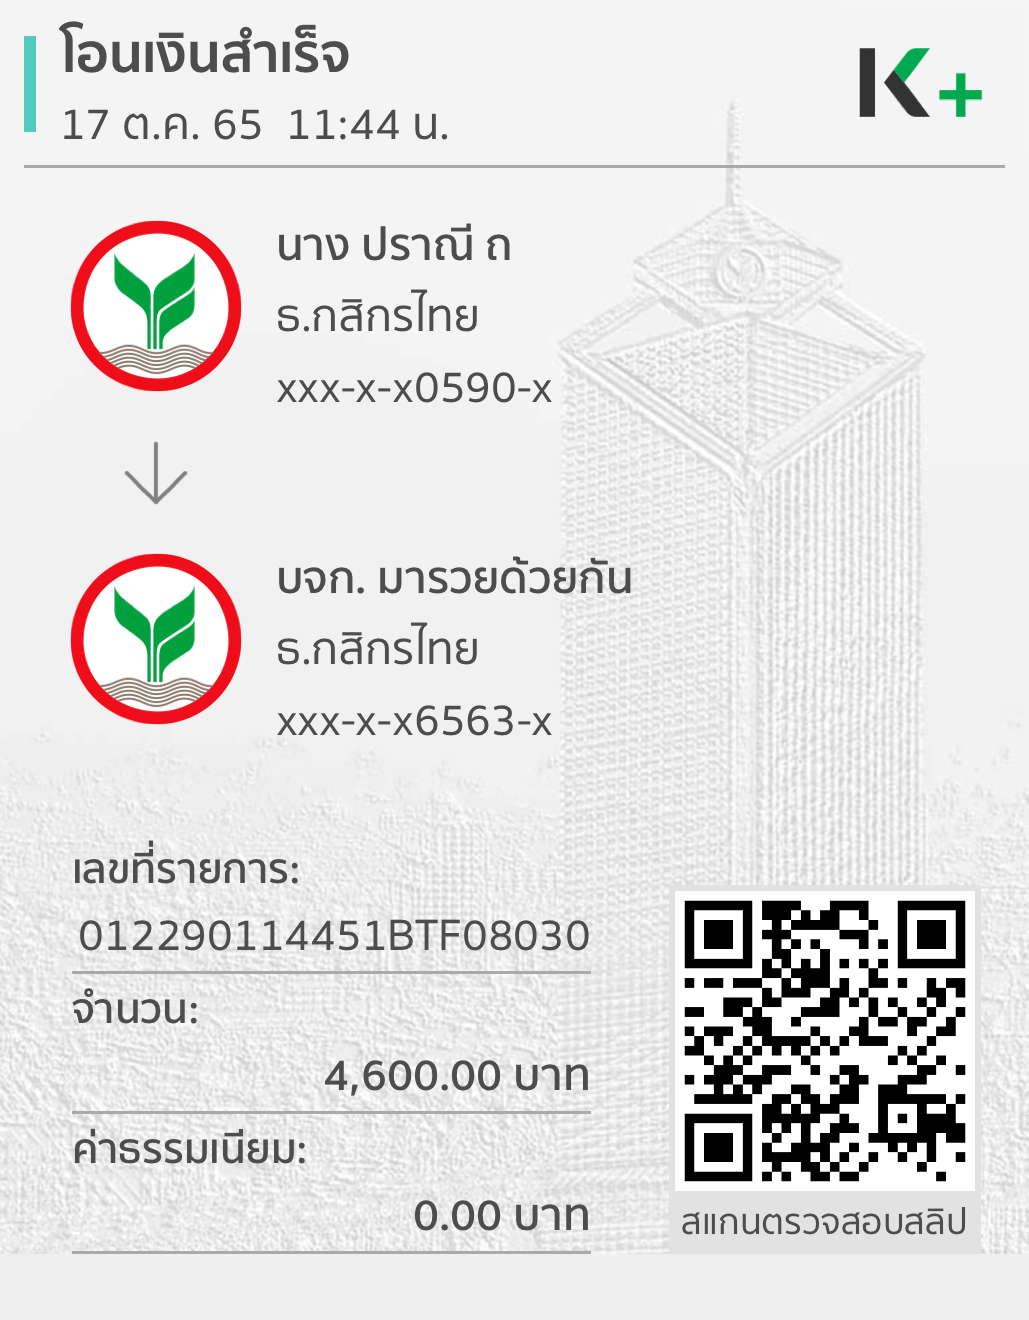 โอนเงินสำเร็จ
17 ต.ค. 65 11:44 น.
K+
นาง ปราณี ถ
ธ.กสิกรไทย
xxx-x-x0590-x
บจก. มารวยด้วยกัน
ธ.กสิกรไทย
xxx-x-x6563-x
เลขที่รายการ:
012290114451BTF08030
จำนวน:
4,600.00 บาท
ค่าธรรมเนียม:
0.00 บาท
สแกนตรวจสอบสลิป